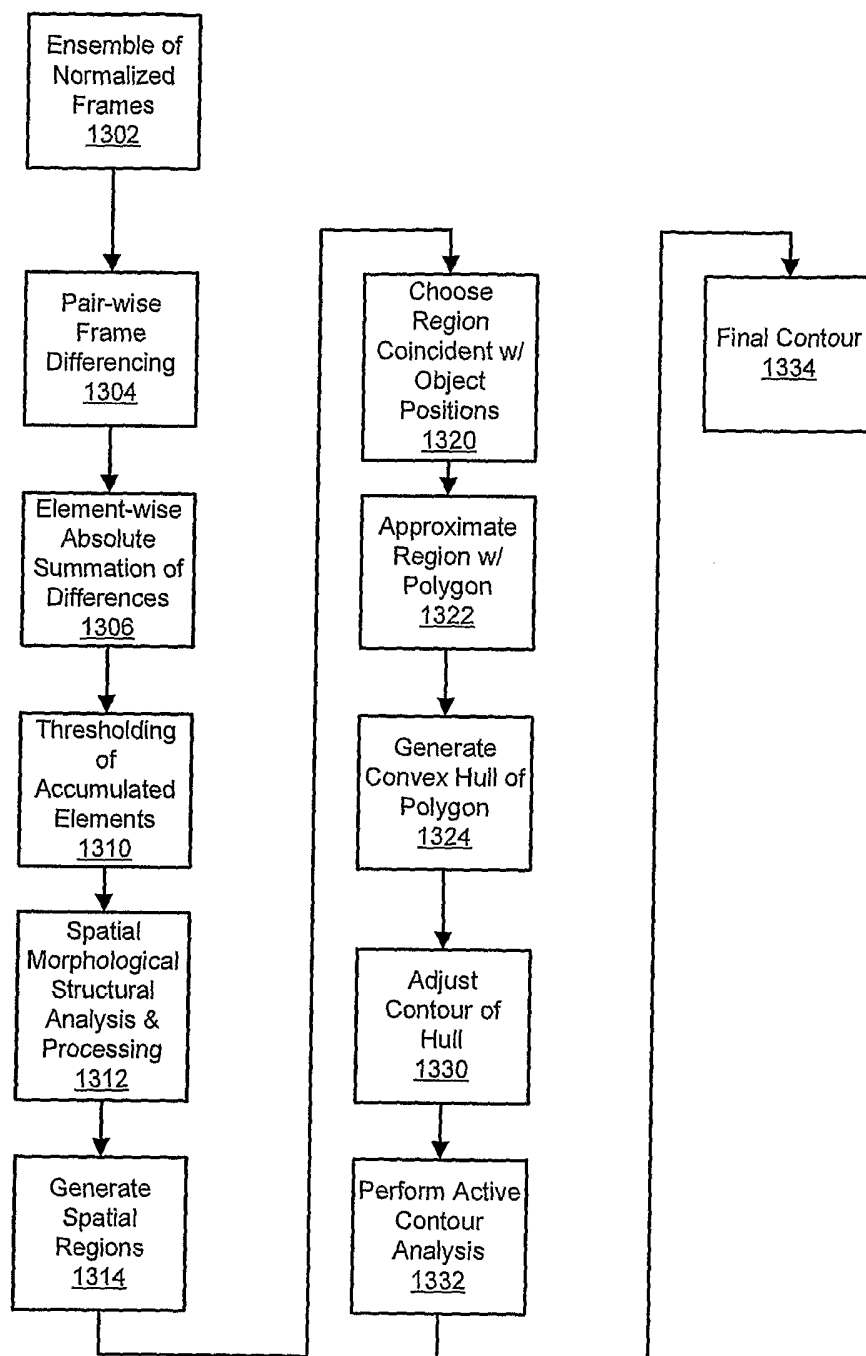 Ensemble of
Normalized
Frames
1302
Pair-wise
Frame
Differencing
1304
Element-wise
Absolute
Summation of
Differences
1306
Thresholding
of
Accumulated
Elements
1310
Spatial
Morphological
Structural
Analysis &
Processing
1312
Generate
Spatial
Regions
1314
Choose
Region
Coincident w/
Object
Positions
1320
Approximate
Region w/
Polygon
1322
Generate
Convex Hull of
Polygon
1324
Adjust
Contour of
Hull
1330
Perform Active
Contour
Analysis
1332
Final Contour
1334